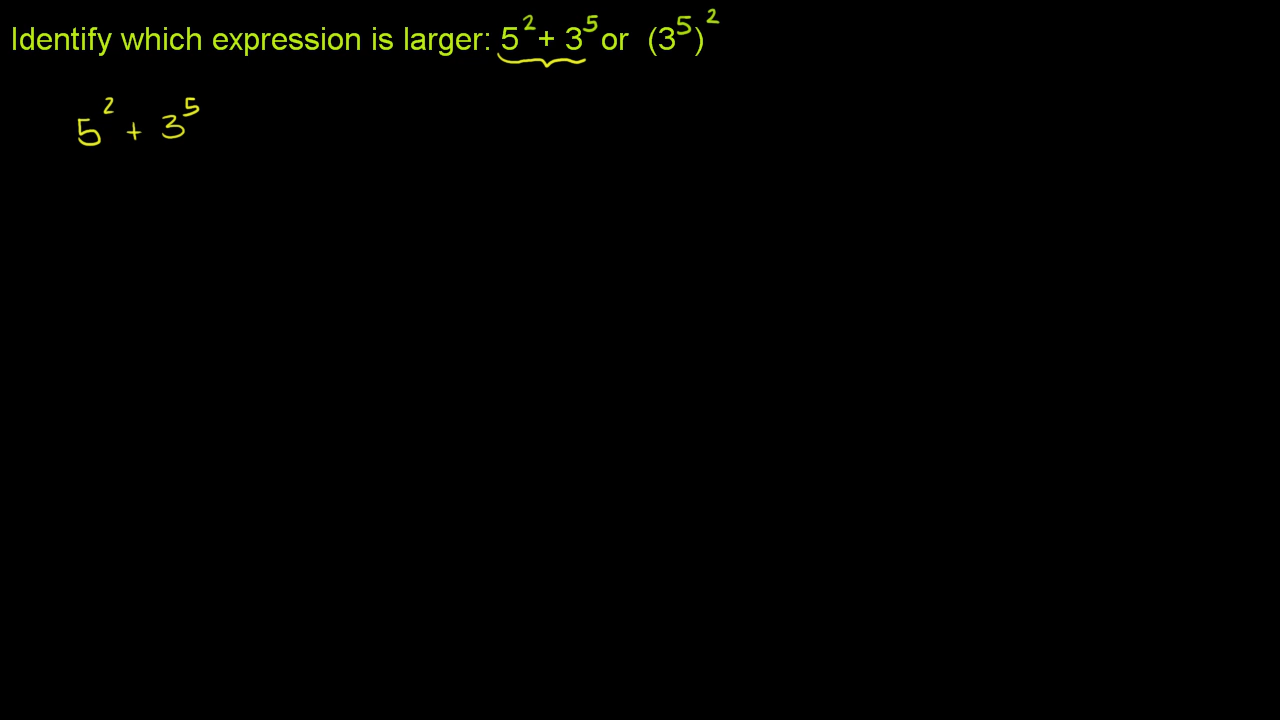 Identify which expression is larger: 5² + 3⁵ or (3⁵)²
5² + 3⁵